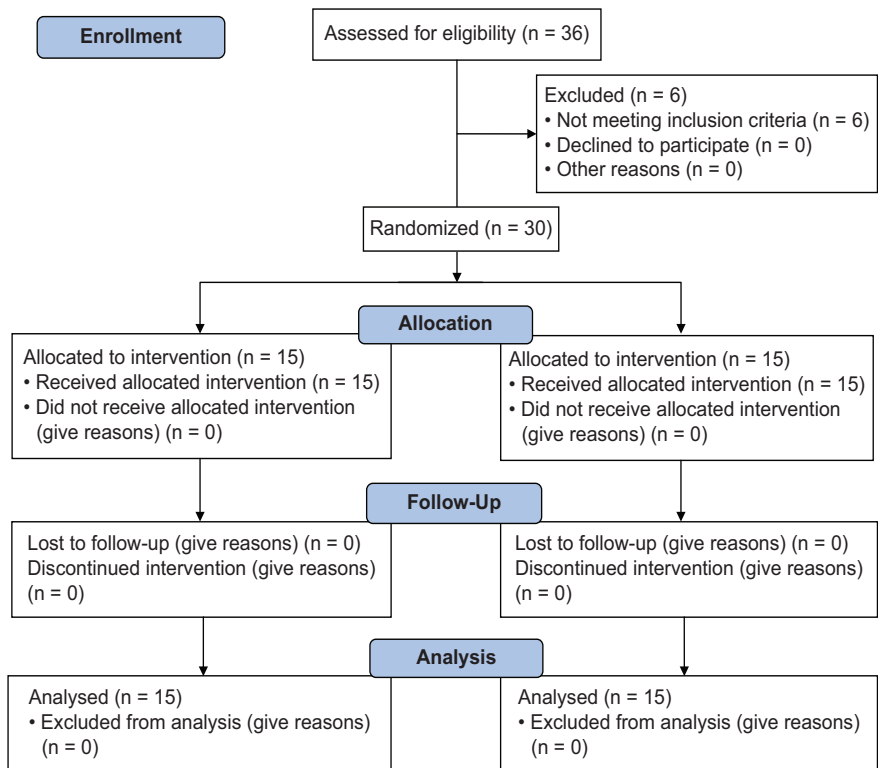 Enrollment
Assessed for eligibility (n = 36)
Excluded (n = 6)
• Not meeting inclusion criteria (n = 6)
• Declined to participate (n = 0)
• Other reasons (n = 0)
Randomized (n = 30)
Allocation
Allocated to intervention (n = 15)
• Received allocated intervention (n = 15)
• Did not receive allocated intervention
(give reasons) (n = 0)
Allocated to intervention (n = 15)
• Received allocated intervention (n = 15)
• Did not receive allocated intervention
(give reasons) (n = 0)
Follow-Up
Lost to follow-up (give reasons) (n = 0)
Discontinued intervention (give reasons)
(n = 0)
Lost to follow-up (give reasons) (n = 0)
Discontinued intervention (give reasons)
(n = 0)
Analysis
Analysed (n = 15)
• Excluded from analysis (give reasons)
(n = 0)
Analysed (n = 15)
• Excluded from analysis (give reasons)
(n = 0)